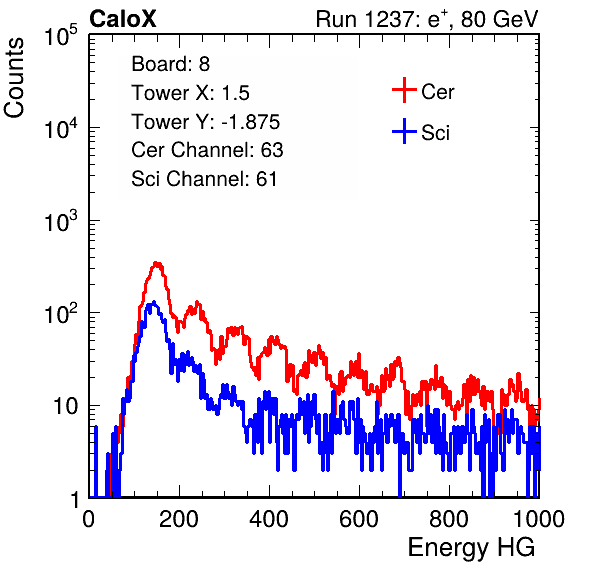 CaloX Run 1237: e+, 80 GeV
Counts
Board: 8
Tower X: 1.5
Tower Y: -1.875
Cer Channel: 63
Sci Channel: 61
Cer
Sci
10^5
10^4
10^3
10^2
10
1
0 200 400 600 800 1000
Energy HG